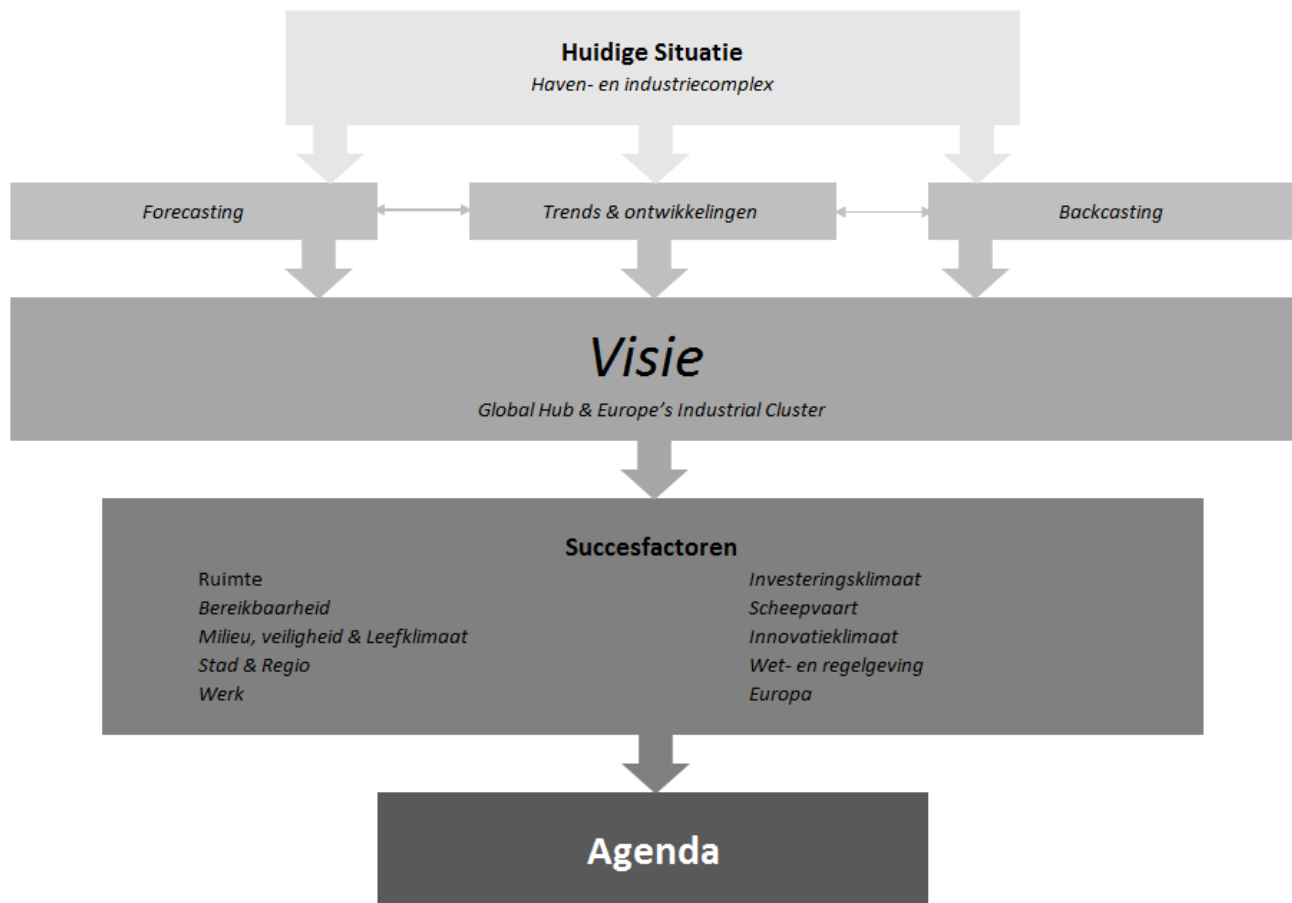 Huidige Situatie
Haven- en industriecomplex
Forecasting
Trends & ontwikkelingen
Backcasting
Visie
Global Hub & Europe's Industrial Cluster
Succesfactoren
Ruimte
Bereikbaarheid
Milieu, veiligheid & Leefklimaat
Stad & Regio
Werk
Investeringsklimaat
Scheepvaart
Innovatieklimaat
Wet- en regelgeving
Europa
Agenda